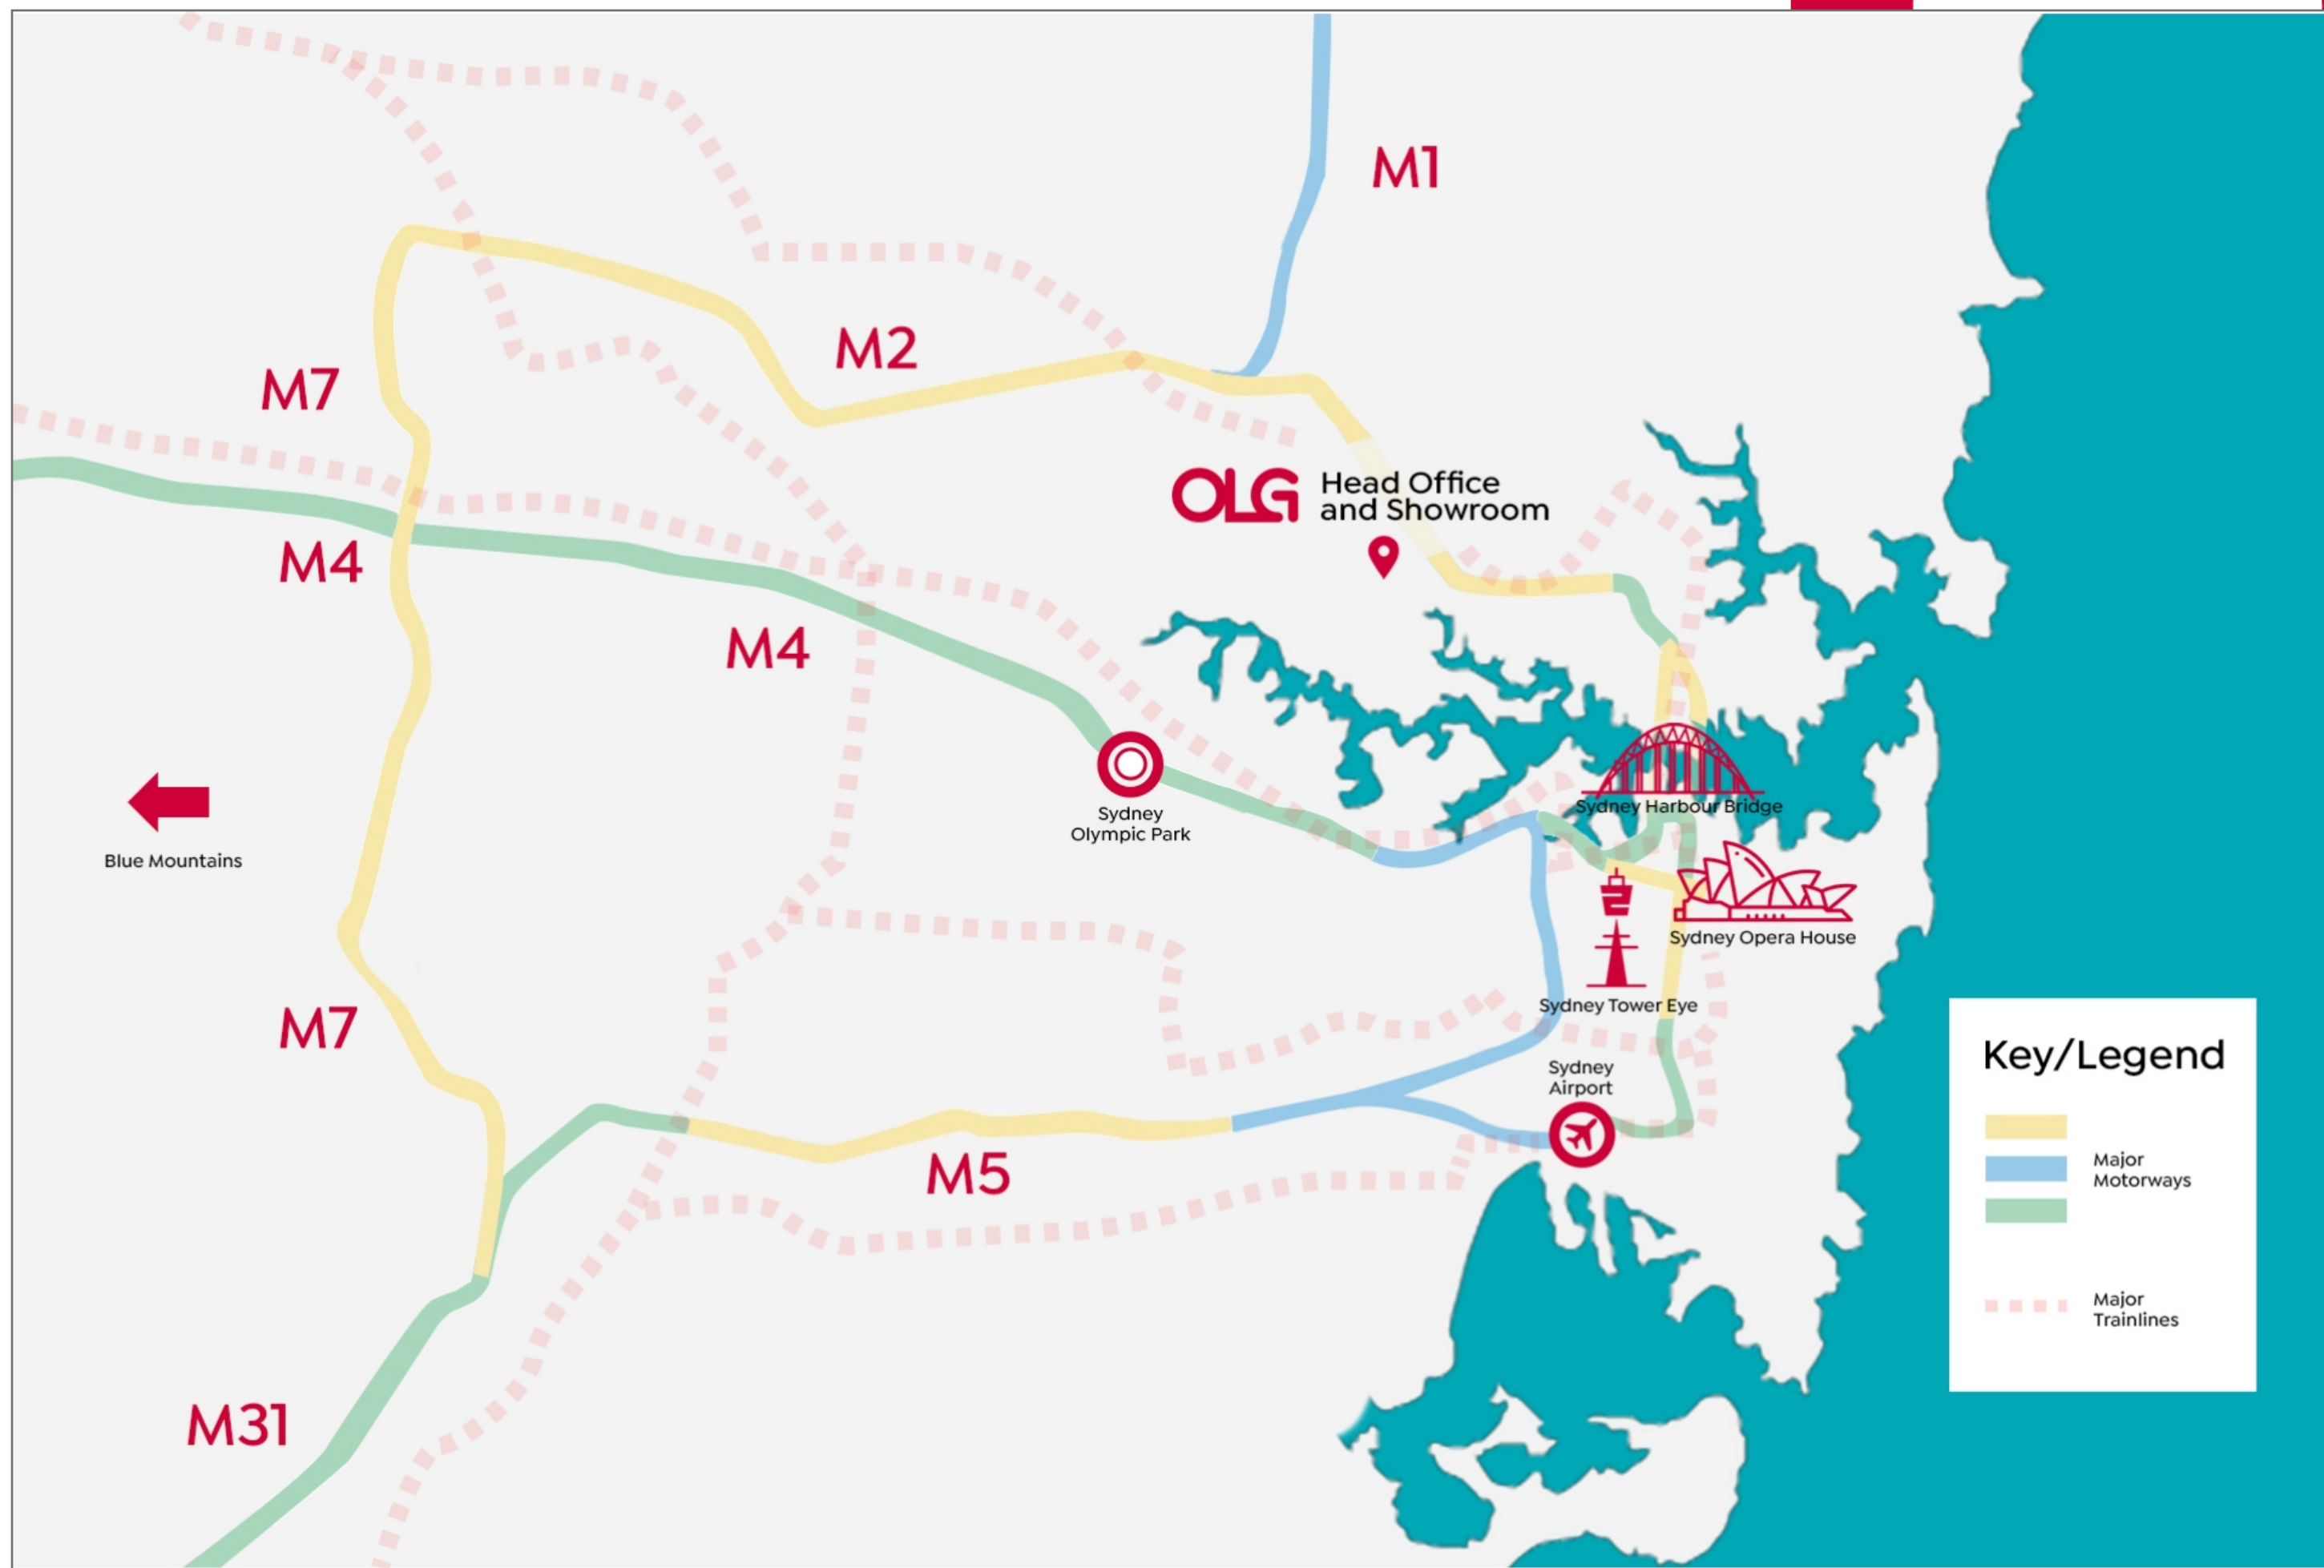 M1
M2
M7
OLG
Head Office
and Showroom
M4
M4
Sydney
Olympic Park
Sydney Harbour Bridge
Blue Mountains
Sydney Opera House
Sydney Tower Eye
M7
Sydney
Airport
M5
M31
Key/Legend
Major
Motorways
Major
Trainlines